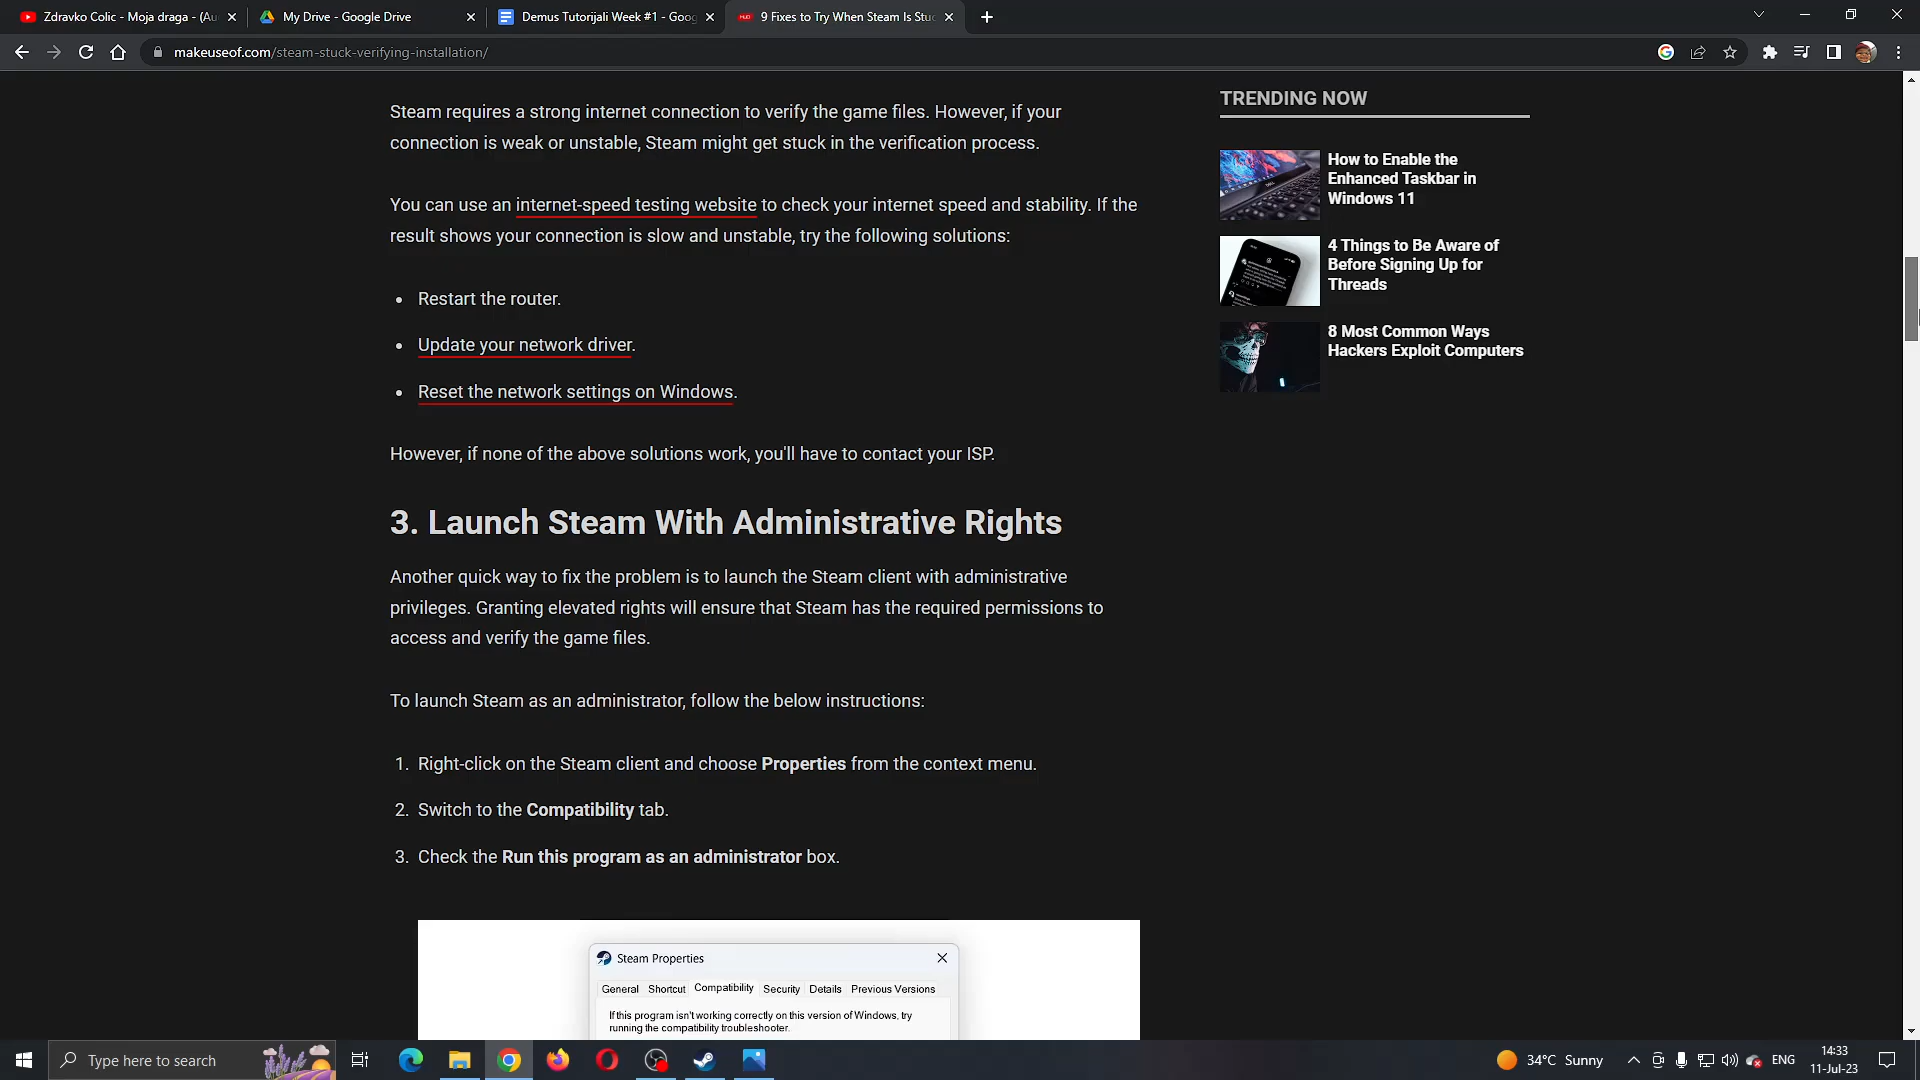 Zdravko Colic - Moja draga - (Au
My Drive - Google Drive
Demus Tutorijali Week #1 - Goog
MUO
9 Fixes to Try When Steam Is Stuc
makeuseof.com/steam-stuck-verifying-installation/
Steam requires a strong internet connection to verify the game files. However, if your
connection is weak or unstable, Steam might get stuck in the verification process.
You can use an internet-speed testing website to check your internet speed and stability. If the
result shows your connection is slow and unstable, try the following solutions:
• Restart the router.
• Update your network driver.
• Reset the network settings on Windows.
However, if none of the above solutions work, you'll have to contact your ISP.
3. Launch Steam With Administrative Rights
Another quick way to fix the problem is to launch the Steam client with administrative
privileges. Granting elevated rights will ensure that Steam has the required permissions to
access and verify the game files.
To launch Steam as an administrator, follow the below instructions:
1. Right-click on the Steam client and choose Properties from the context menu.
2. Switch to the Compatibility tab.
3. Check the Run this program as an administrator box.
Steam Properties
General Shortcut Compatibility Security Details Previous Versions
If this program isn't working correctly on this version of Windows, try
running the compatibility troubleshooter.
TRENDING NOW
How to Enable the
Enhanced Taskbar in
Windows 11
4 Things to Be Aware of
Before Signing Up for
Threads
8 Most Common Ways
Hackers Exploit Computers
Type here to search
34°C Sunny
ENG
14:33
11-Jul-23